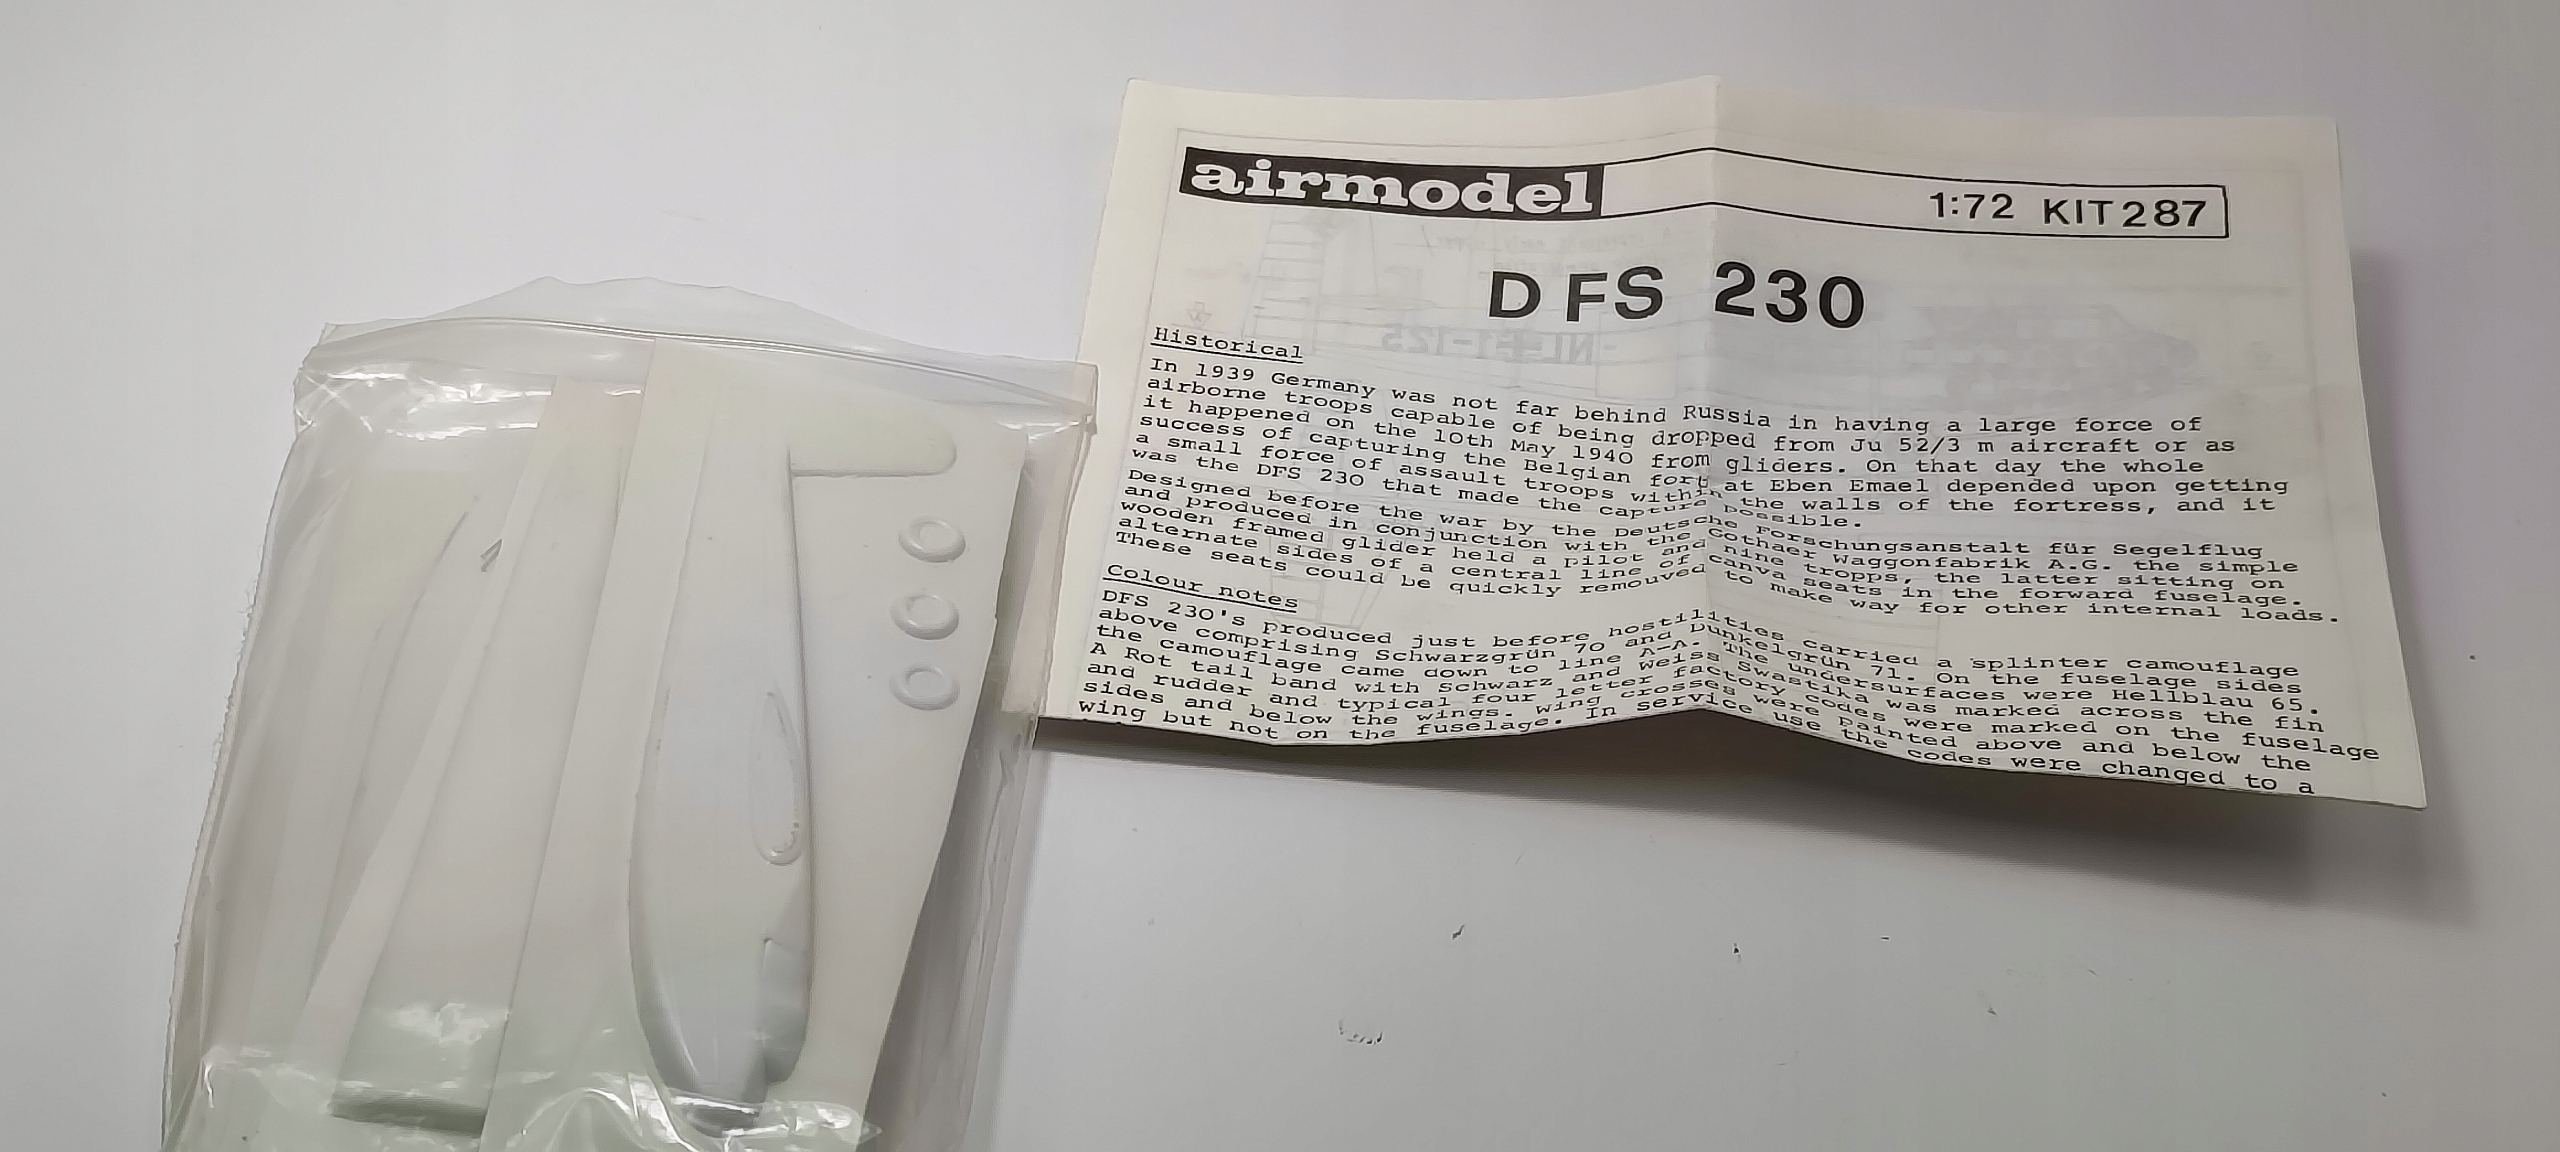 airmodel 1:72 KIT 287
DFS 230
Historical
In 1939 Germany was not far behind Russia in having a large force of
airborne troops capable of being dropped from Ju 52/3 m aircraft or as
it happened on the 10th May 1940 from gliders. On that day the whole
success of capturing the Belgian fort at Eben Emael depended upon getting
a small force of assault troops within the walls of the fortress, and it
was the DFS 230 that made the capture possible.
Designed before the war by the Deutsche Forschungsanstalt für Segelflug
and produced in conjunction with the Gothaer Waggonfabrik A.G. the simple
wooden framed glider held a pilot and nine tropps, the latter sitting on
alternate sides of a central line of canva seats in the forward fuselage.
These seats could be quickly remouved to make way for other internal loads.
Colour notes
DFS 230's produced just before hostilities carried a splinter camouflage
above comprising Schwarzgrün 70 and Dunkelgrün 71. On the fuselage sides
the camouflage came down to line A-A. The undersurfaces were Hellblau 65.
A Rot tail band with Schwarz and Weiss Swastika was marked across the fin
and rudder and typical four letter factory codes were marked on the fuselage
sides and below the wings. Wing crosses were painted above and below the
wing but not on the fuselage. In service use the codes were changed to a
NL+F1-125